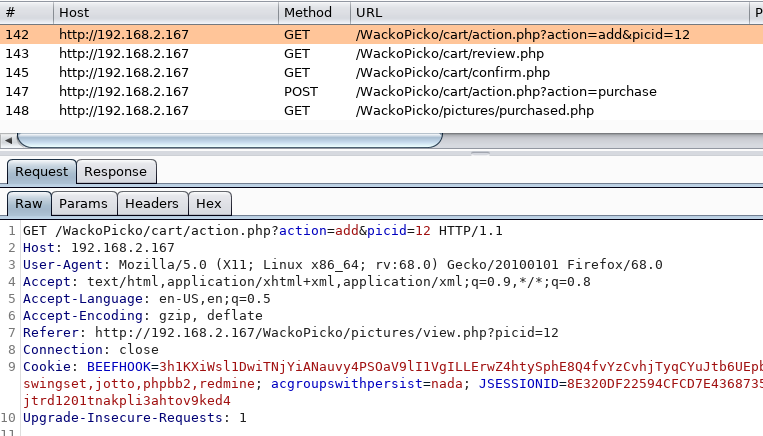 # Host Method URL P
142 http://192.168.2.167 GET /WackoPicko/cart/action.php?action=add&picid=12
143 http://192.168.2.167 GET /WackoPicko/cart/review.php
145 http://192.168.2.167 GET /WackoPicko/cart/confirm.php
147 http://192.168.2.167 POST /WackoPicko/cart/action.php?action=purchase
148 http://192.168.2.167 GET /WackoPicko/pictures/purchased.php
Request Response
Raw Params Headers Hex
1 GET /WackoPicko/cart/action.php?action=add&picid=12 HTTP/1.1
2 Host: 192.168.2.167
3 User-Agent: Mozilla/5.0 (X11; Linux x86_64; rv:68.0) Gecko/20100101 Firefox/68.0
4 Accept: text/html,application/xhtml+xml,application/xml;q=0.9,*/*;q=0.8
5 Accept-Language: en-US,en;q=0.5
6 Accept-Encoding: gzip, deflate
7 Referer: http://192.168.2.167/WackoPicko/pictures/view.php?picid=12
8 Connection: close
9 Cookie: BEEFHOOK=3h1KXiWsl1DwiTNjYiANauvy4PSOaV9lI1VgILLErwZ4htySphE8Q4fvYzCvhjTyqCYuJtb6UEpb
swingset,jotto,phpbb2,redmine; acgroupswithpersist=nada; JSESSIONID=8E320DF22594CFCD7E4368735
jtrd1201tnakpli3ahtov9ked4
10 Upgrade-Insecure-Requests: 1
11